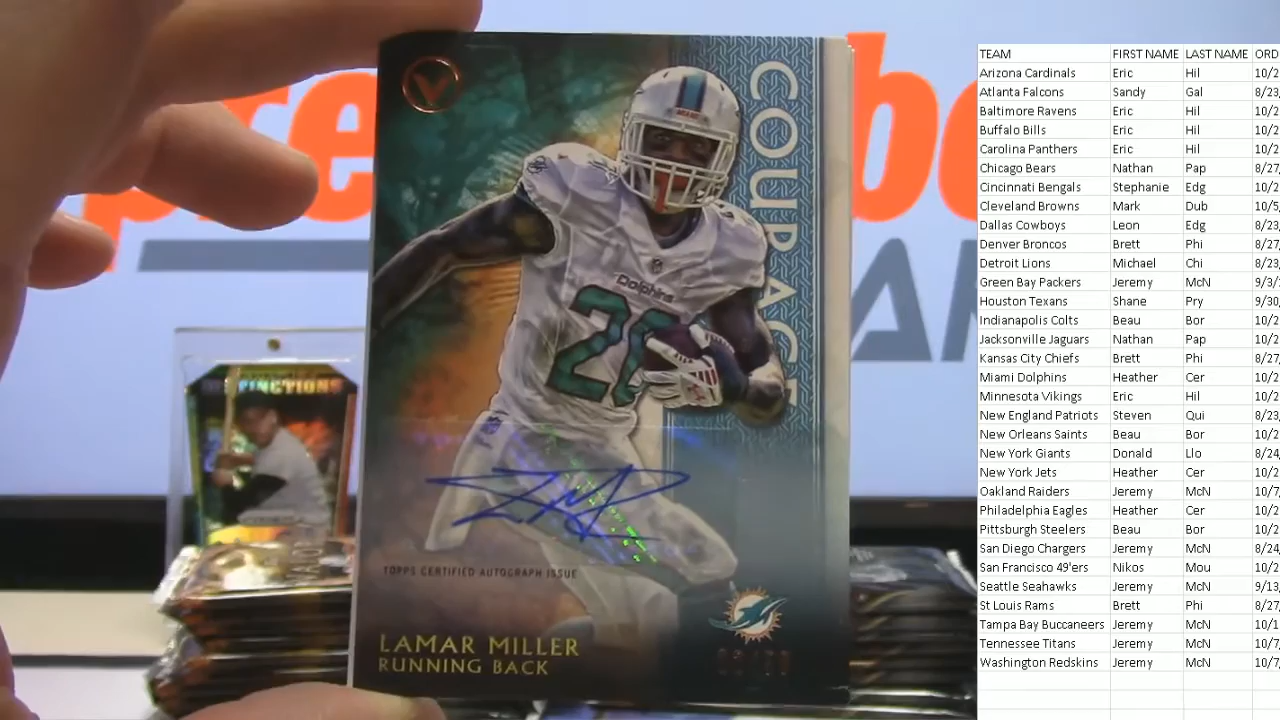 COURAGE
Dolphins
20
TOPPS CERTIFIED AUTOGRAPH ISSUE
LAMAR MILLER
RUNNING BACK
TEAM FIRST NAME LAST NAME ORD
Arizona Cardinals Eric Hil 10/2
Atlanta Falcons Sandy Gal 8/23,
Baltimore Ravens Eric Hil 10/2
Buffalo Bills Eric Hil 10/2
Carolina Panthers Eric Hil 10/2
Chicago Bears Nathan Pap 8/27,
Cincinnati Bengals Stephanie Edg 10/2
Cleveland Browns Mark Dub 10/5
Dallas Cowboys Leon Edg 8/23,
Denver Broncos Brett Phi 8/27,
Detroit Lions Michael Chi 8/23,
Green Bay Packers Jeremy McN 9/3/
Houston Texans Shane Pry 9/30
Indianapolis Colts Beau Bor 10/2
Jacksonville Jaguars Nathan Pap 10/2
Kansas City Chiefs Brett Phi 8/27,
Miami Dolphins Heather Cer 10/2
Minnesota Vikings Eric Hil 10/2
New England Patriots Steven Qui 8/23
New Orleans Saints Beau Bor 10/2
New York Giants Donald Llo 8/24,
New York Jets Heather Cer 10/2
Oakland Raiders Jeremy McN 10/7
Philadelphia Eagles Heather Cer 10/2
Pittsburgh Steelers Beau Bor 10/2
San Diego Chargers Jeremy McN 8/24,
Sanfrancisco 49'ers Nikos Mou 10/2
Seattle Seahawks Jeremy McN 9/13
St Louis Rams Brett Phi 8/27,
Tampa Bay Buccaneers Jeremy McN 10/1
Tennessee Titans Jeremy McN 10/7
Washington Redskins Jeremy McN 10/7,